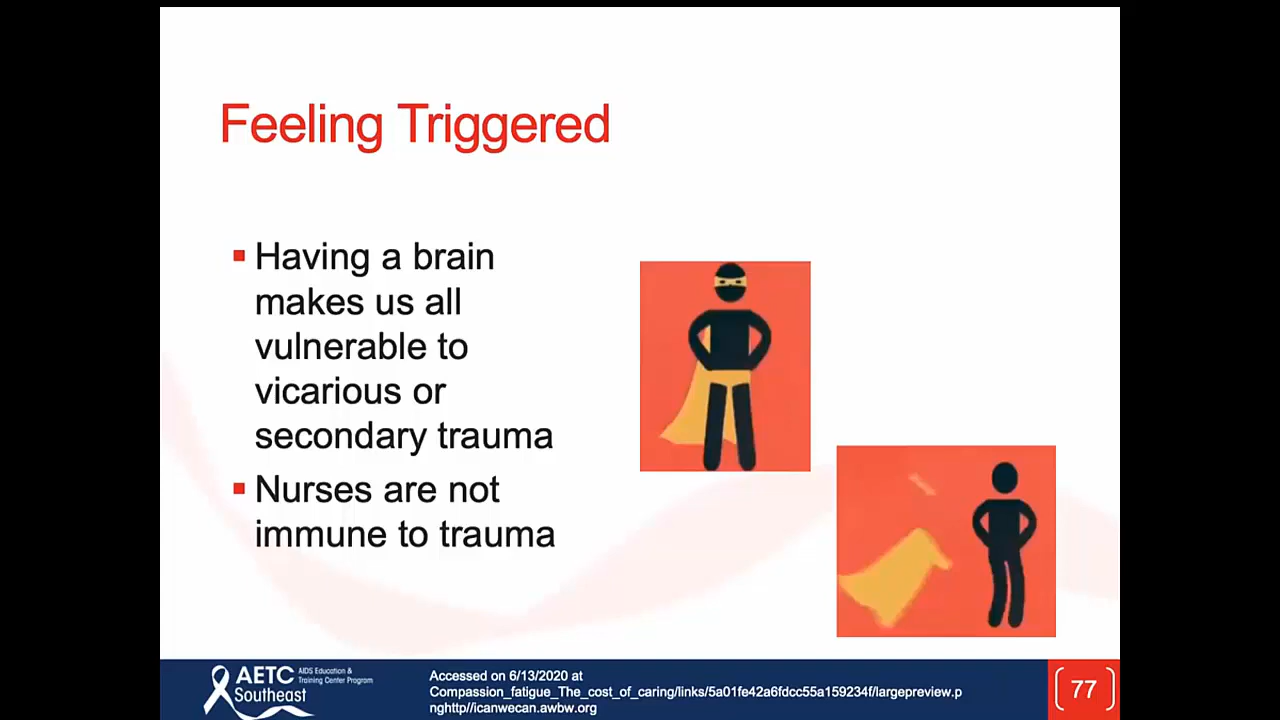 Feeling Triggered
Having a brain
makes us all
vulnerable to
vicarious or
secondary trauma
Nurses are not
immune to trauma
AETC
AIDS Education &
Training Center Program
Southeast
Accessed on 6/13/2020 at
Compassion_fatigue_The_cost_of_caring/links/5a01fe42a6fdcc55a159234f/largepreview.p
nghttp//icanwecan.awbw.org
77